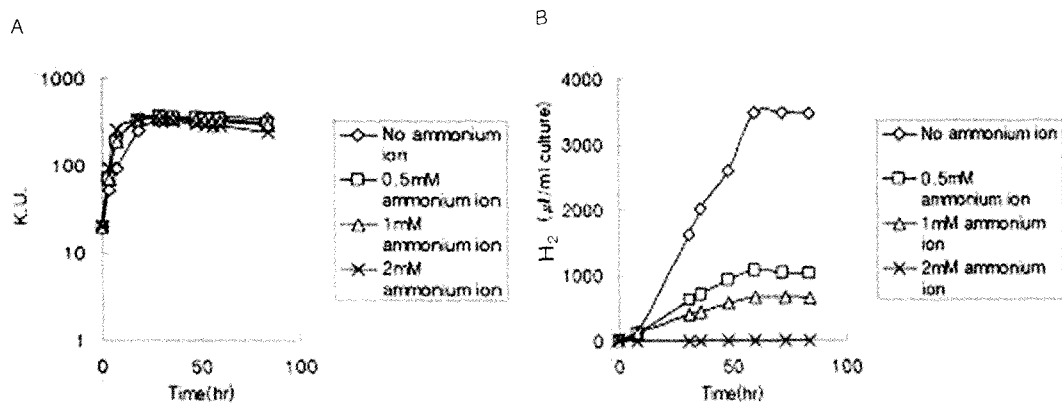 A
1000
100
10
1
K.U.
0
50
100
Time(hr)
No ammonium
ion
0.5mM
ammonium ion
1mM
ammonium ion
2mM
ammonium ion
B
4000
3000
2000
1000
0
H2 (μl/ml culture)
0
50
100
Time(hr)
No ammonium
ion
0.5mM
ammonium ion
1mM ammonium
ion
2mM ammonium
ion